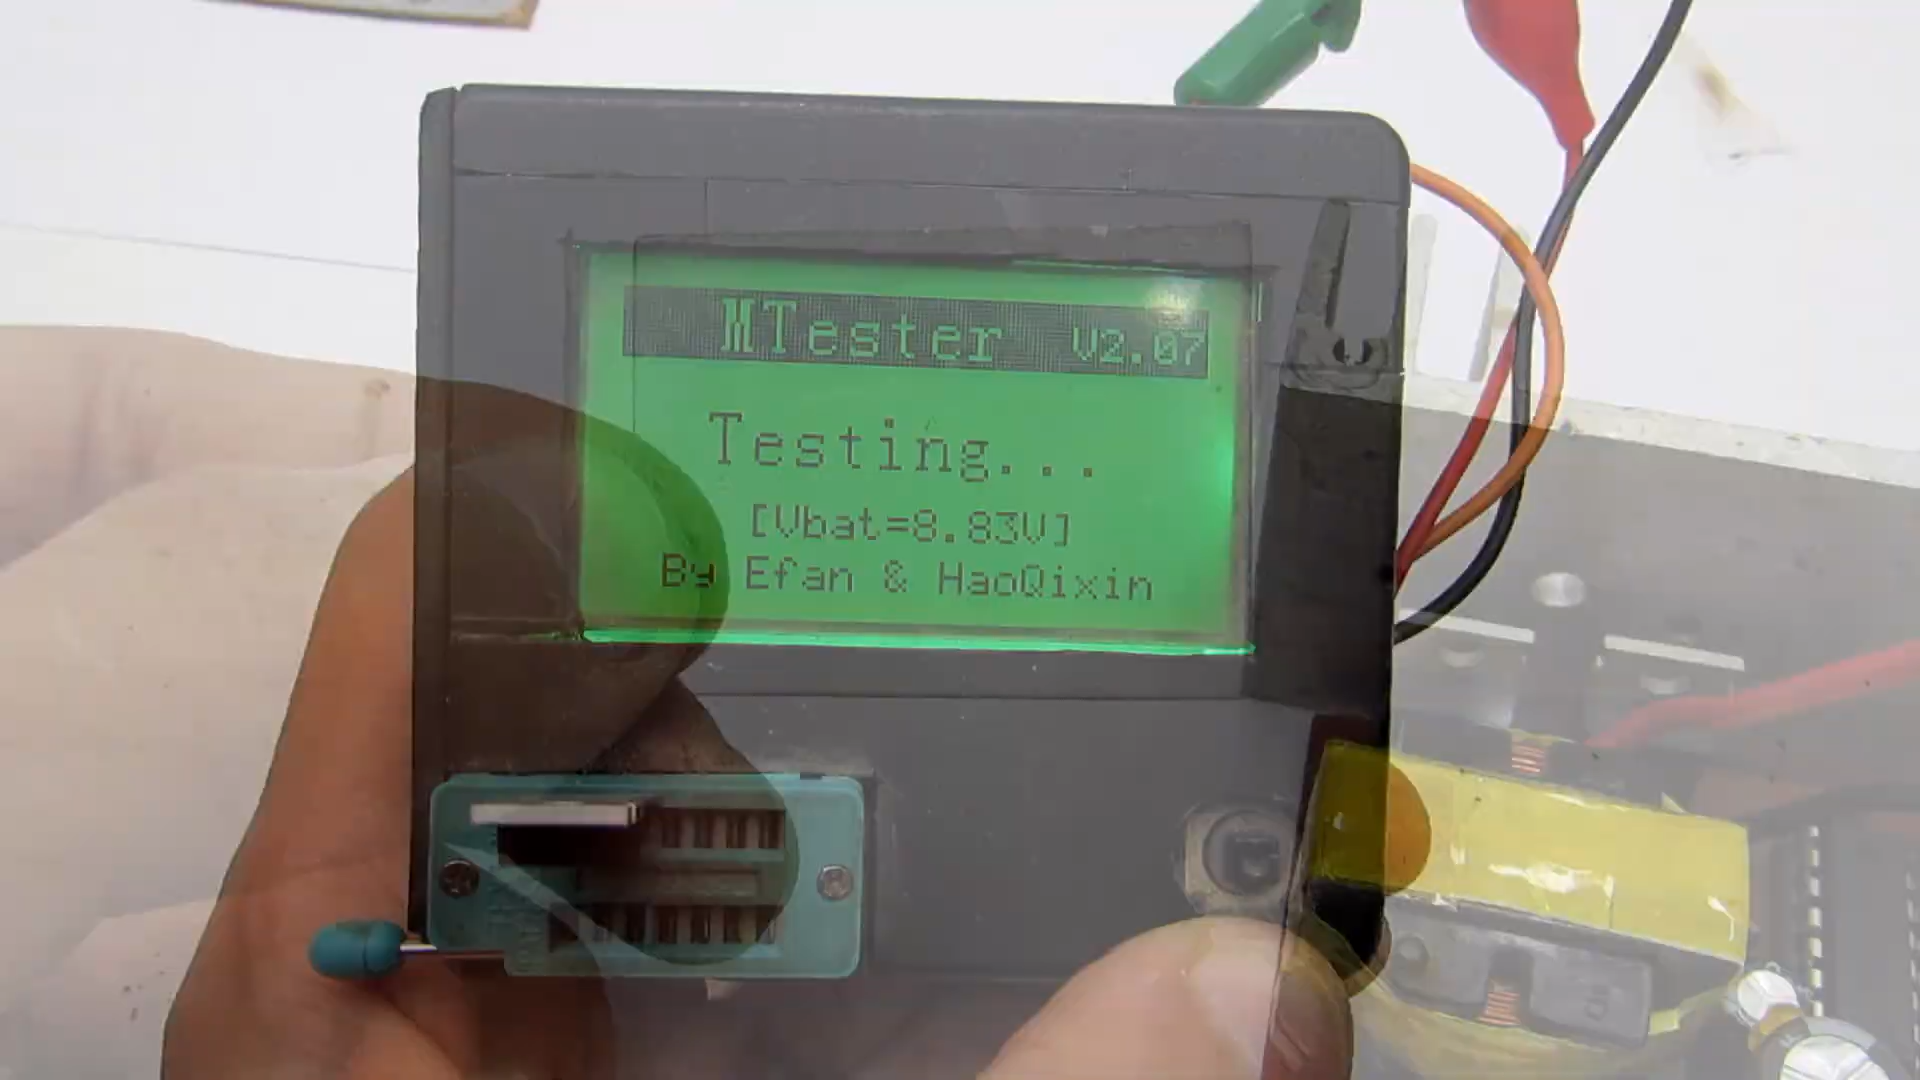 MTester V2.07
Testing...
[Vbat=8.83V]
By Efan & HaoQixin